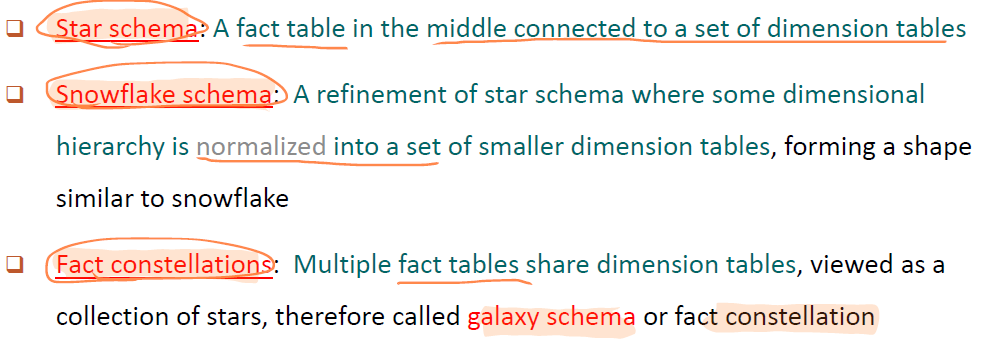 ❑ Star schema: A fact table in the middle connected to a set of dimension tables
❑ Snowflake schema: A refinement of star schema where some dimensional
hierarchy is normalized into a set of smaller dimension tables, forming a shape
similar to snowflake
❑ Fact constellations: Multiple fact tables share dimension tables, viewed as a
collection of stars, therefore called galaxy schema or fact constellation